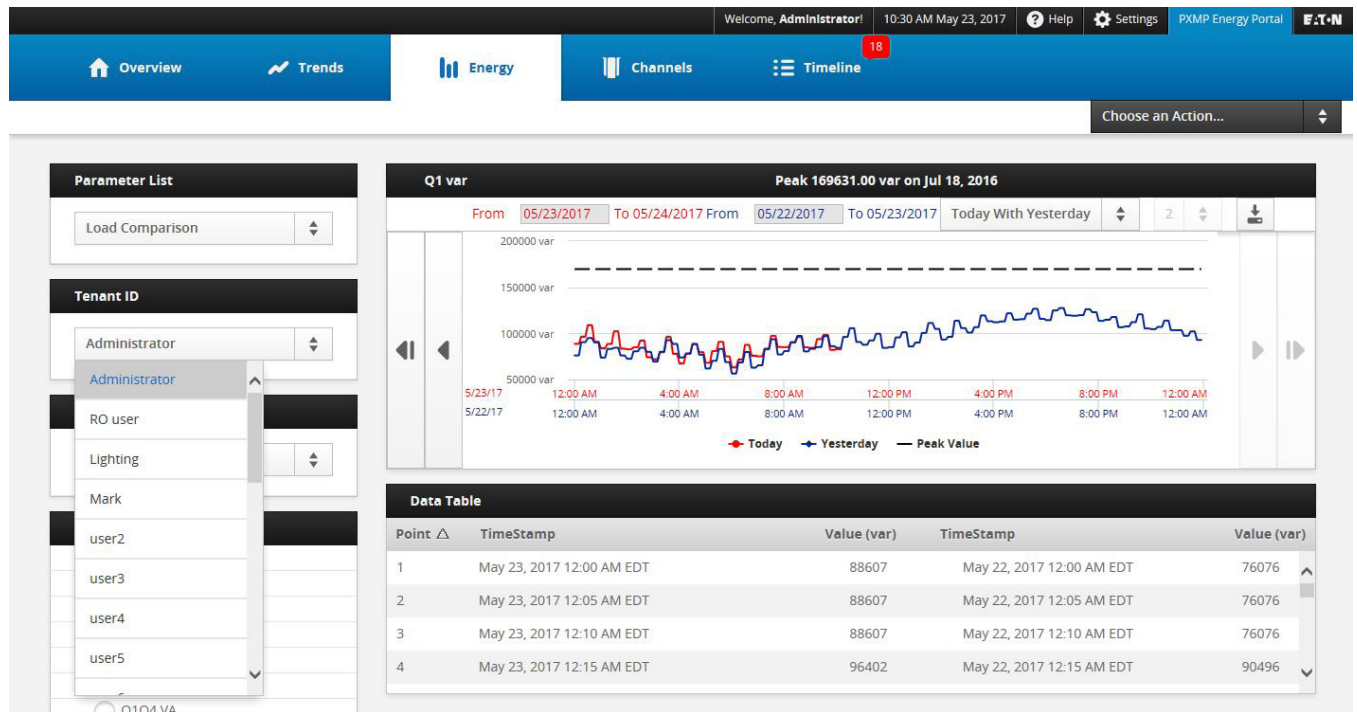 Welcome, Administrator! 10:30 AM May 23, 2017 Help Settings PXMP Energy Portal EATON
Overview Trends Energy Channels Timeline 18
Choose an Action...
Parameter List
Load Comparison
Tenant ID
Administrator
Administrator
RO user
Lighting
Mark
user2
user3
user4
user5
Q1Q4 VA
Q1 var Peak 169631.00 var on Jul 18, 2016
From 05/23/2017 To 05/24/2017 From 05/22/2017 To 05/23/2017 Today With Yesterday 2
200000 var
150000 var
100000 var
50000 var
5/23/17 12:00 AM 4:00 AM 8:00 AM 12:00 PM 4:00 PM 8:00 PM 12:00 AM
5/22/17 12:00 AM 4:00 AM 8:00 AM 12:00 PM 4:00 PM 8:00 PM 12:00 AM
Today Yesterday Peak Value
Data Table
Point TimeStamp Value (var) TimeStamp Value (var)
1 May 23, 2017 12:00 AM EDT 88607 May 22, 2017 12:00 AM EDT 76076
2 May 23, 2017 12:05 AM EDT 88607 May 22, 2017 12:05 AM EDT 76076
3 May 23, 2017 12:10 AM EDT 88607 May 22, 2017 12:10 AM EDT 76076
4 May 23, 2017 12:15 AM EDT 96402 May 22, 2017 12:15 AM EDT 90496